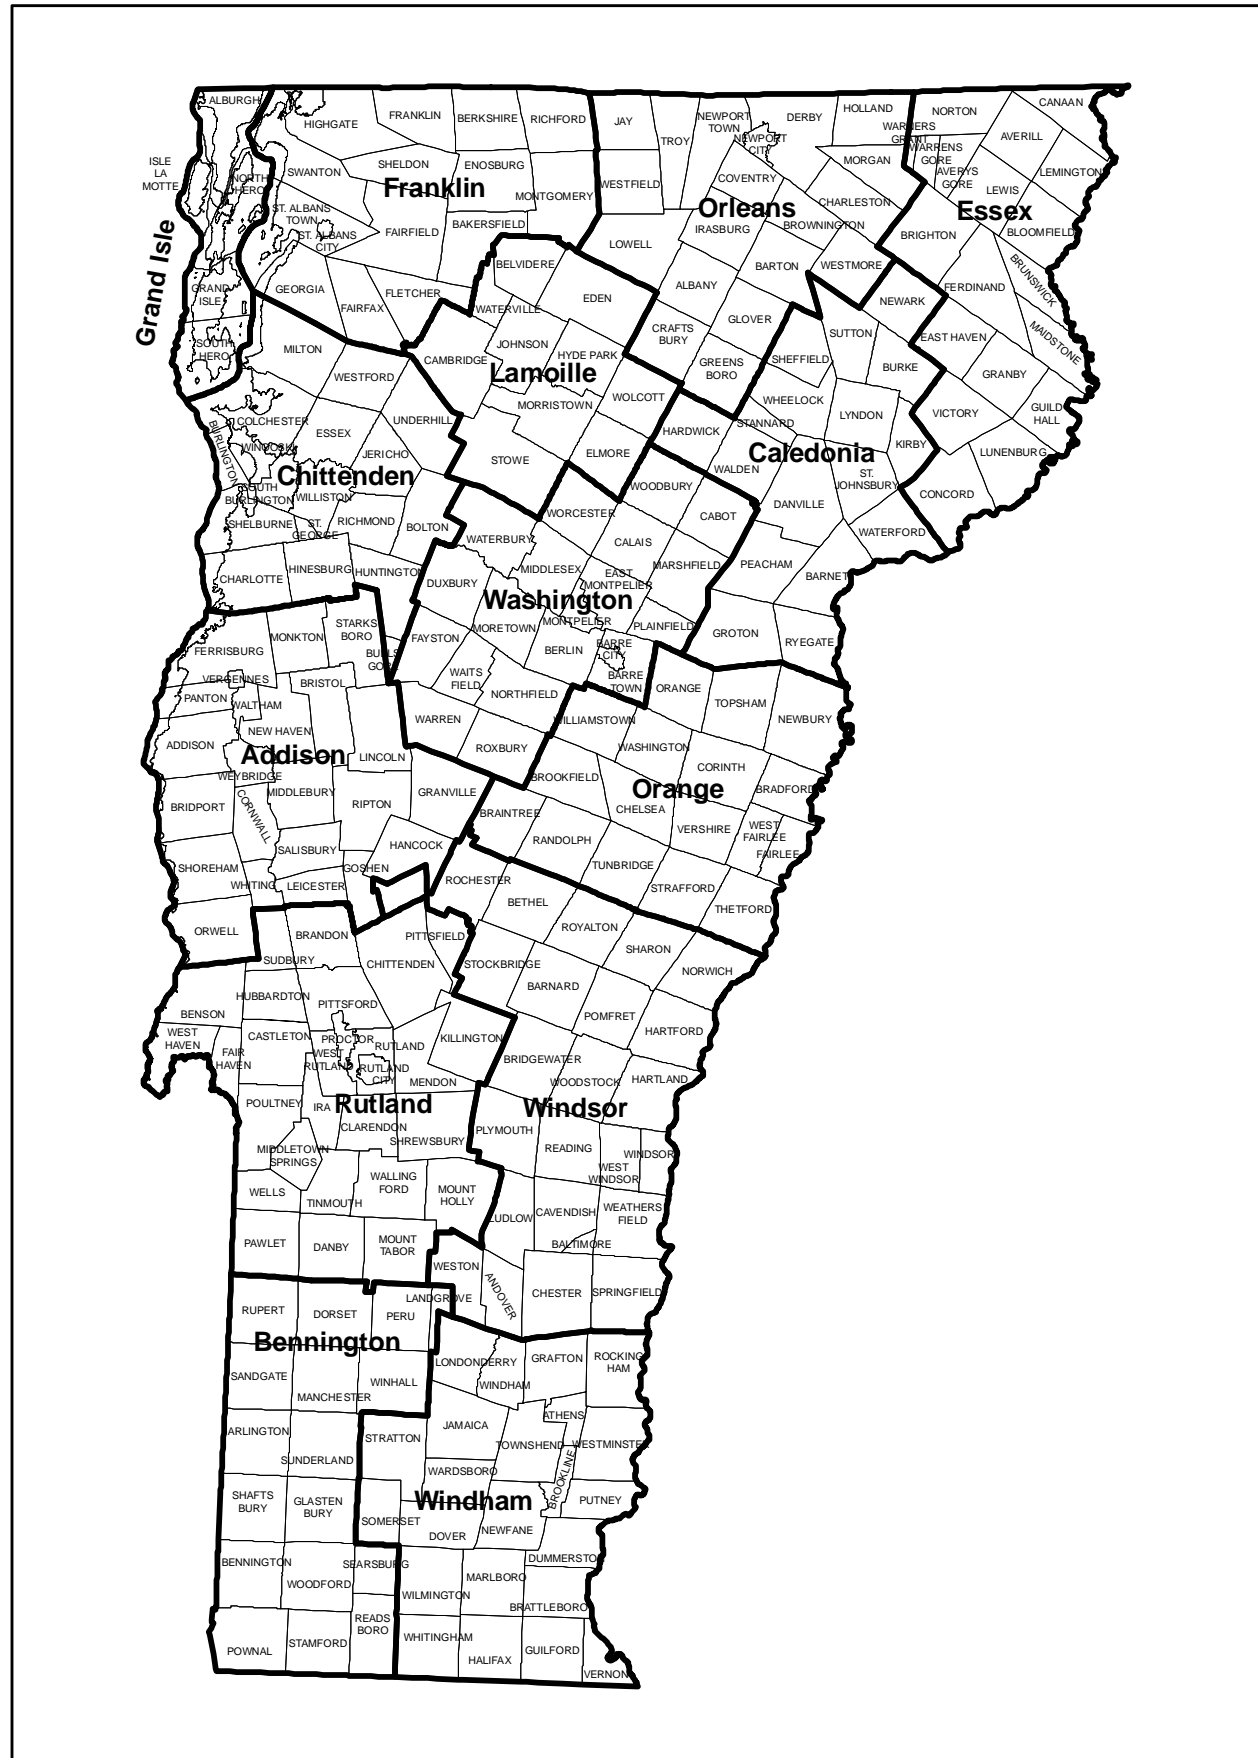 ALBURGH
ISLE
LA
MOTTE
NORTH
HERO
GRAND
ISLE
SOUTH
HERO
Grand Isle
HIGHGATE
FRANKLIN
BERKSHIRE
RICHFORD
SWANTON
SHELDON
ENOSBURG
MONTGOMERY
Franklin
ST. ALBANS
TOWN
ST. ALBANS
CITY
FAIRFIELD
BAKERSFIELD
GEORGIA
FAIRFAX
FLETCHER
JAY
TROY
NEWPORT
TOWN
NEWPORT
CITY
DERBY
HOLLAND
MORGAN
WESTFIELD
COVENTRY
CHARLESTON
Orleans
LOWELL
IRASBURG
BROWNINGTON
BARTON
WESTMORE
ALBANY
GLOVER
CRAFTS
BURY
GREENS
BORO
NORTON
CANAAN
WARNERS
GRANT
WARRENS
GORE
AVERYS
GORE
AVERILL
LEMINGTON
LEWIS
Essex
BLOOMFIELD
BRIGHTON
BRUNSWICK
FERDINAND
MAIDSTONE
EAST HAVEN
GRANBY
GUILD
HALL
VICTORY
LUNENBURG
CONCORD
BELVIDERE
EDEN
WATERVILLE
JOHNSON
HYDE PARK
CAMBRIDGE
Lamoille
MORRISTOWN
WOLCOTT
STOWE
ELMORE
NEWARK
SUTTON
SHEFFIELD
BURKE
WHEELOCK
LYNDON
HARDWICK
STANNARD
KIRBY
Caledonia
WALDEN
ST.
JOHNSBURY
DANVILLE
WATERFORD
PEACHAM
BARNET
GROTON
RYEGATE
MILTON
WESTFORD
UNDERHILL
COLCHESTER
ESSEX
BURLINGTON
WINOOSKI
JERICHO
Chittenden
SOUTH
BURLINGTON
WILLISTON
SHELBURNE
ST.
GEORGE
RICHMOND
BOLTON
CHARLOTTE
HINESBURG
HUNTINGTON
BUELS
GORE
WOODBURY
CABOT
WORCESTER
CALAIS
WATERBURY
MIDDLESEX
EAST
MONTPELIER
MARSHFIELD
DUXBURY
Washington
MORETOWN
MONTPELIER
PLAINFIELD
FAYSTON
BERLIN
BARRE
CITY
BARRE
TOWN
WAITS
FIELD
NORTHFIELD
WARREN
ROXBURY
STARKS
BORO
MONKTON
FERRISBURG
VERGENNES
BRISTOL
PANTON
WALTHAM
NEW HAVEN
ADDISON
Addison
LINCOLN
WEYBRIDGE
BRIDPORT
CORNWALL
MIDDLEBURY
RIPTON
GRANVILLE
SALISBURY
HANCOCK
SHOREHAM
GOSHEN
WHITING
LEICESTER
ORWELL
ORANGE
TOPSHAM
NEWBURY
WILLIAMSTOWN
WASHINGTON
CORINTH
BROOKFIELD
Orange
BRADFORD
CHELSEA
BRAINTREE
RANDOLPH
VERSHIRE
WEST
FAIRLEE
FAIRLEE
TUNBRIDGE
STRAFFORD
THETFORD
BRANDON
SUDBURY
PITTSFIELD
CHITTENDEN
HUBBARDTON
PITTSFORD
BENSON
WEST
HAVEN
FAIR
HAVEN
CASTLETON
PROCTOR
WEST
RUTLAND
RUTLAND
RUTLAND
CITY
KILLINGTON
MENDON
POULTNEY
IRA
Rutland
CLARENDON
SHREWSBURY
MIDDLETOWN
SPRINGS
WELLS
TINMOUTH
WALLING
FORD
MOUNT
HOLLY
PAWLET
DANBY
MOUNT
TABOR
ROCHESTER
BETHEL
ROYALTON
SHARON
NORWICH
STOCKBRIDGE
BARNARD
POMFRET
HARTFORD
BRIDGEWATER
WOODSTOCK
HARTLAND
Windsor
PLYMOUTH
READING
WINDSOR
WEST
WINDSOR
LUDLOW
CAVENDISH
WEATHERS
FIELD
BALTIMORE
WESTON
ANDOVER
CHESTER
SPRINGFIELD
RUPERT
DORSET
PERU
LANDGROVE
Bennington
SANDGATE
MANCHESTER
WINHALL
ARLINGTON
SUNDERLAND
SHAFTS
BURY
GLASTEN
BURY
BENNINGTON
WOODFORD
SEARSBURG
POWNAL
STAMFORD
READS
BORO
LONDONDERRY
WINDHAM
GRAFTON
ROCKING
HAM
STRATTON
JAMAICA
ATHENS
TOWNSHEND
WESTMINSTER
WARDSBORO
BROOKLINE
Windham
PUTNEY
SOMERSET
DOVER
NEWFANE
DUMMERSTON
WILMINGTON
MARLBORO
BRATTLEBORO
WHITINGHAM
HALIFAX
GUILFORD
VERNON